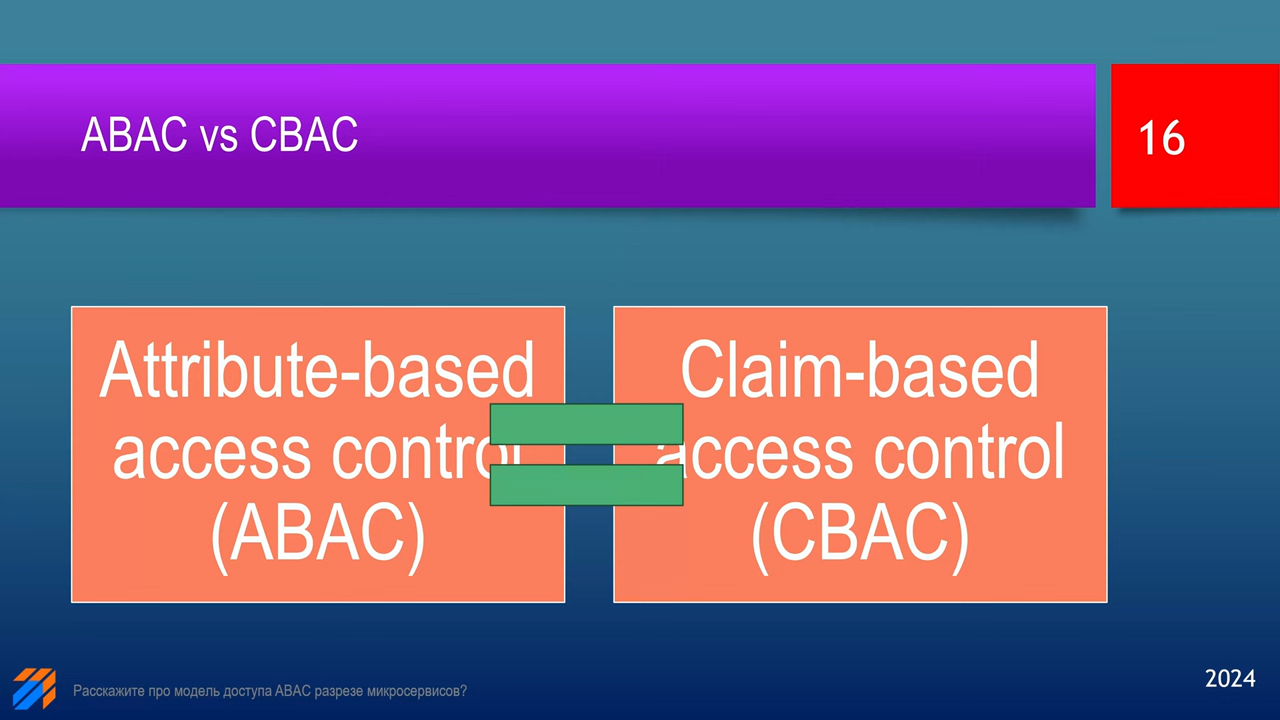 ABAC vs CBAC
16
Attribute-based
access control
(ABAC)
Claim-based
access control
(CBAC)
Расскажите про модель доступа ABAC разрезе микросервисов?
2024